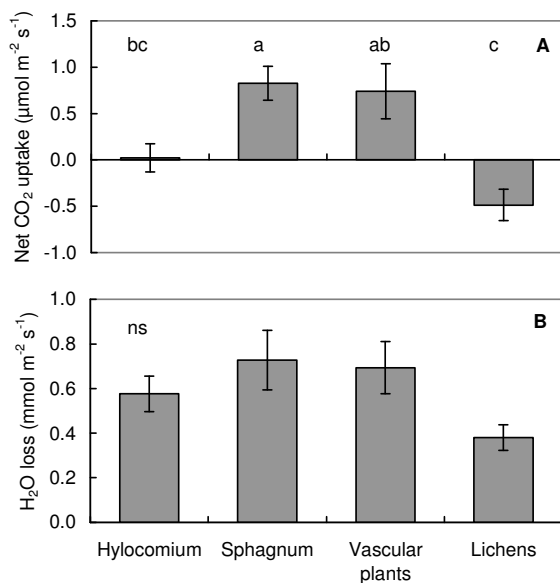 Net CO₂ uptake (µmol m⁻² s⁻¹)
1.5
1.0
0.5
0.0
-0.5
-1.0
bc
a
ab
c
A
H₂O loss (mmol m⁻² s⁻¹)
1.0
0.8
0.6
0.4
0.2
0.0
ns
B
Hylocomium
Sphagnum
Vascular
plants
Lichens